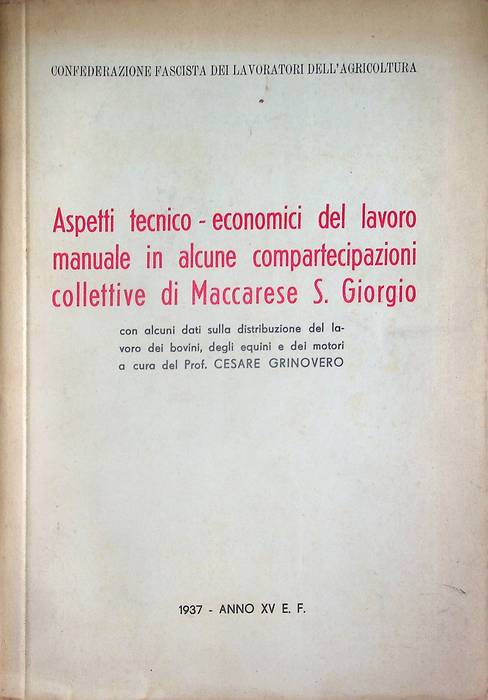 CONFEDERAZIONE FASCISTA DEI LAVORATORI DELL'AGRICOLTURA
Aspetti tecnico - economici del lavoro
manuale in alcune compartecipazioni
collettive di Maccarese S. Giorgio
con alcuni dati sulla distribuzione del la-
voro dei bovini, degli equini e dei motori
a cura del Prof. CESARE GRINOVERO
1937 - ANNO XV E. F.